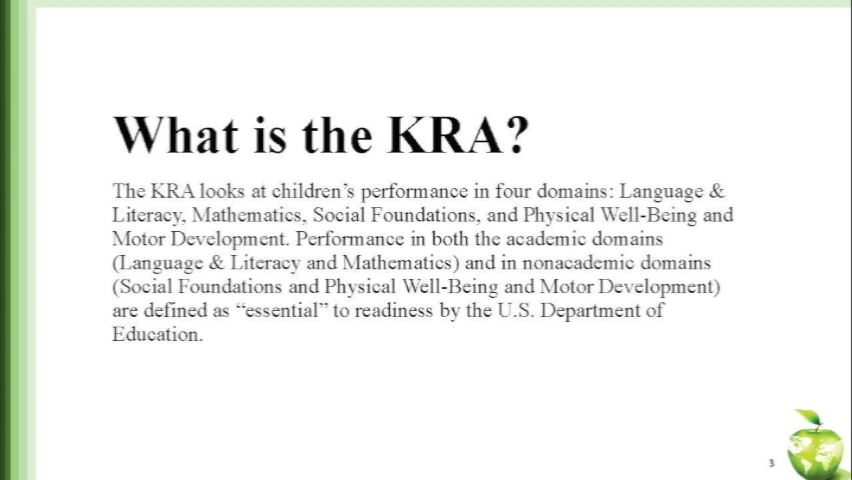 What is the KRA?
The KRA looks at children's performance in four domains: Language &
Literacy, Mathematics, Social Foundations, and Physical Well-Being and
Motor Development. Performance in both the academic domains
(Language & Literacy and Mathematics) and in nonacademic domains
(Social Foundations and Physical Well-Being and Motor Development)
are defined as “essential” to readiness by the U.S. Department of
Education.
3